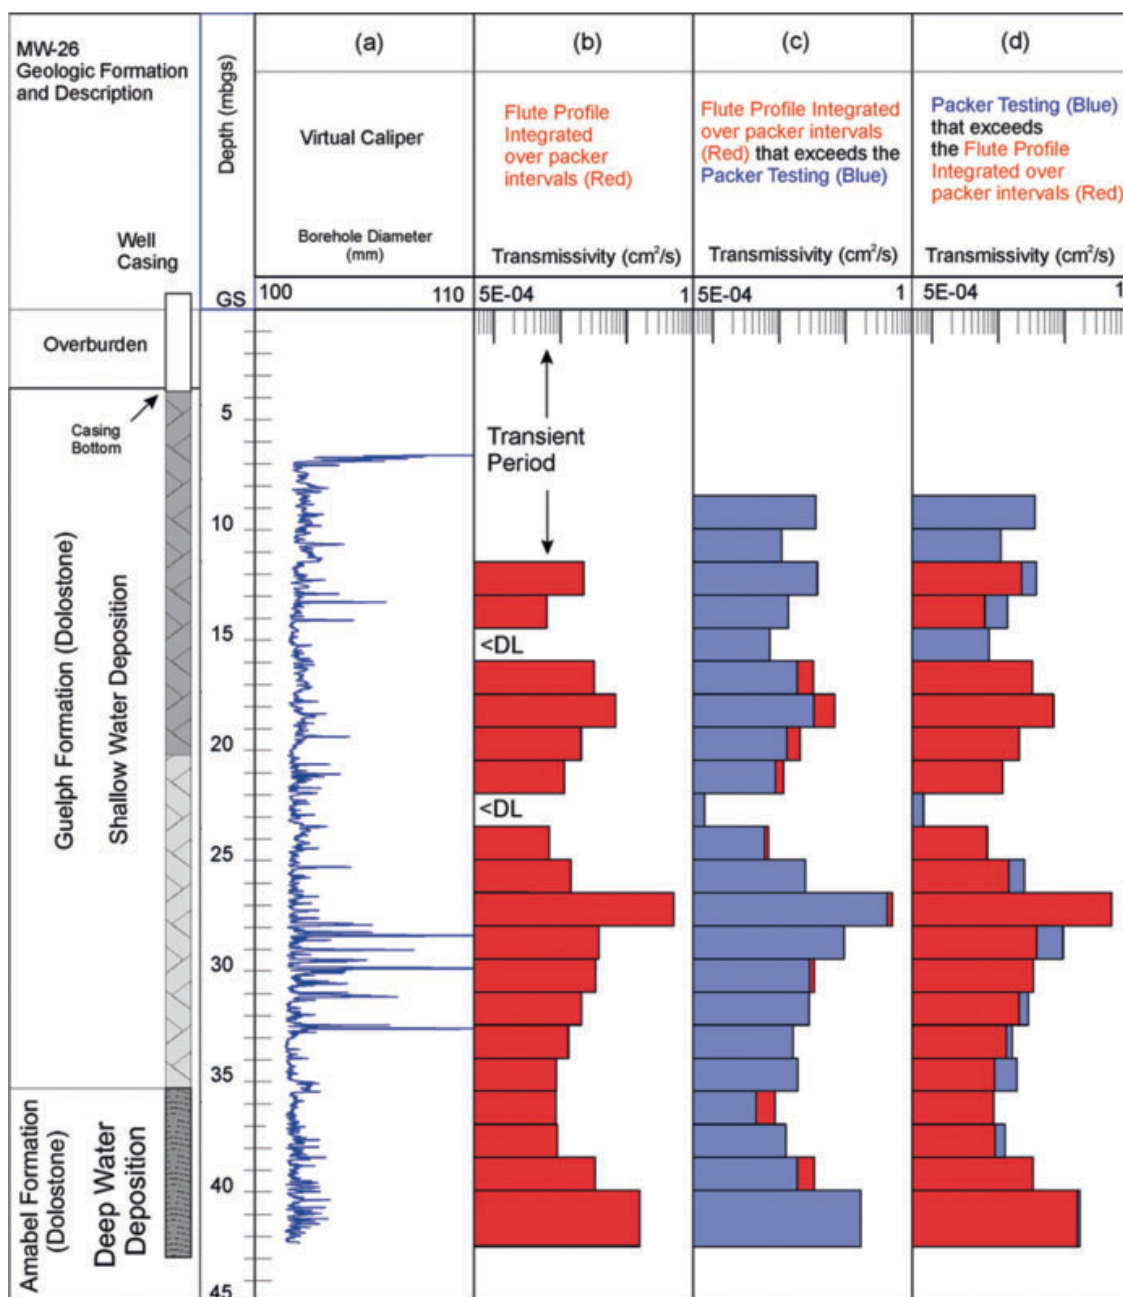 MW-26
Geologic Formation
and Description
Well
Casing
Depth (mbgs)
GS
(a)
Virtual Caliper
Borehole Diameter
(mm)
100
110
(b)
Flute Profile
Integrated
over packer
intervals (Red)
Transmissivity (cm²/s)
5E-04
1
(c)
Flute Profile Integrated
over packer intervals
(Red) that exceeds the
Packer Testing (Blue)
Transmissivity (cm²/s)
5E-04
1
(d)
Packer Testing (Blue)
that exceeds
the Flute Profile
Integrated over
packer intervals (Red)
Transmissivity (cm²/s)
5E-04
1
Overburden
Casing
Bottom
Guelph Formation (Dolostone)
Shallow Water Deposition
Amabel Formation
(Dolostone)
Deep Water
Deposition
5
10
15
20
25
30
35
40
45
Transient
Period
<DL
<DL